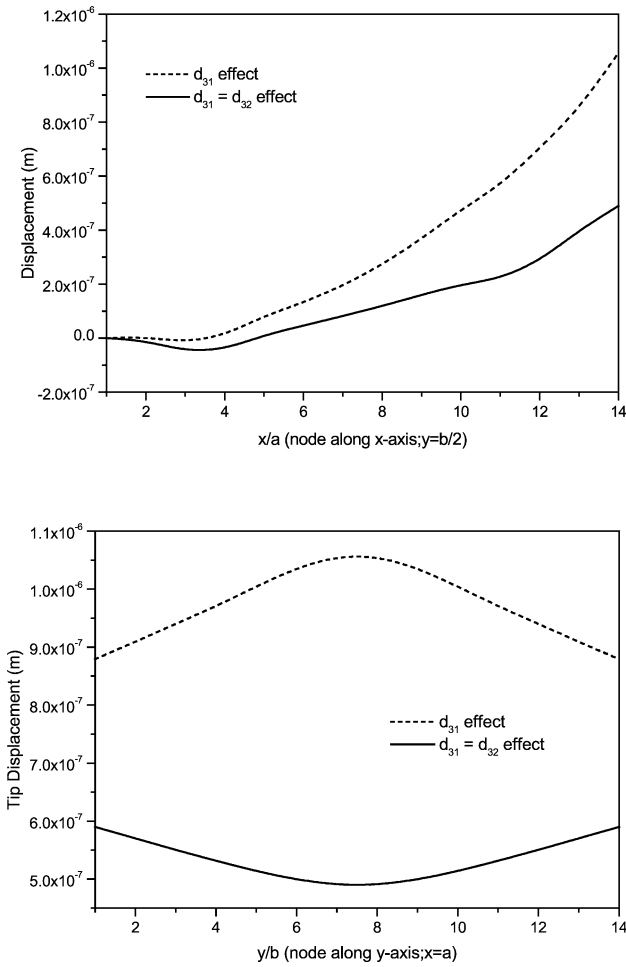 1.2x10⁻⁶
1.0x10⁻⁶
8.0x10⁻⁷
6.0x10⁻⁷
4.0x10⁻⁷
2.0x10⁻⁷
0.0
-2.0x10⁻⁷
Displacement (m)
d₃₁ effect
d₃₁ = d₃₂ effect
2 4 6 8 10 12 14
x/a (node along x-axis;y=b/2)
1.1x10⁻⁶
1.0x10⁻⁶
9.0x10⁻⁷
8.0x10⁻⁷
7.0x10⁻⁷
6.0x10⁻⁷
5.0x10⁻⁷
Tip Displacement (m)
d₃₁ effect
d₃₁ = d₃₂ effect
2 4 6 8 10 12 14
y/b (node along y-axis;x=a)